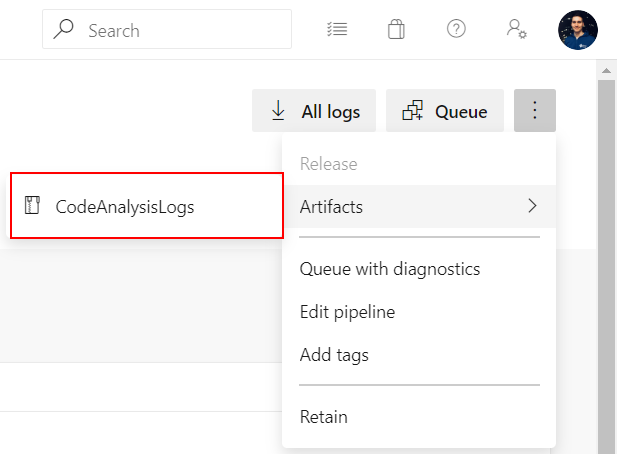 Search
All logs
Queue
Release
CodeAnalysisLogs
Artifacts
Queue with diagnostics
Edit pipeline
Add tags
Retain